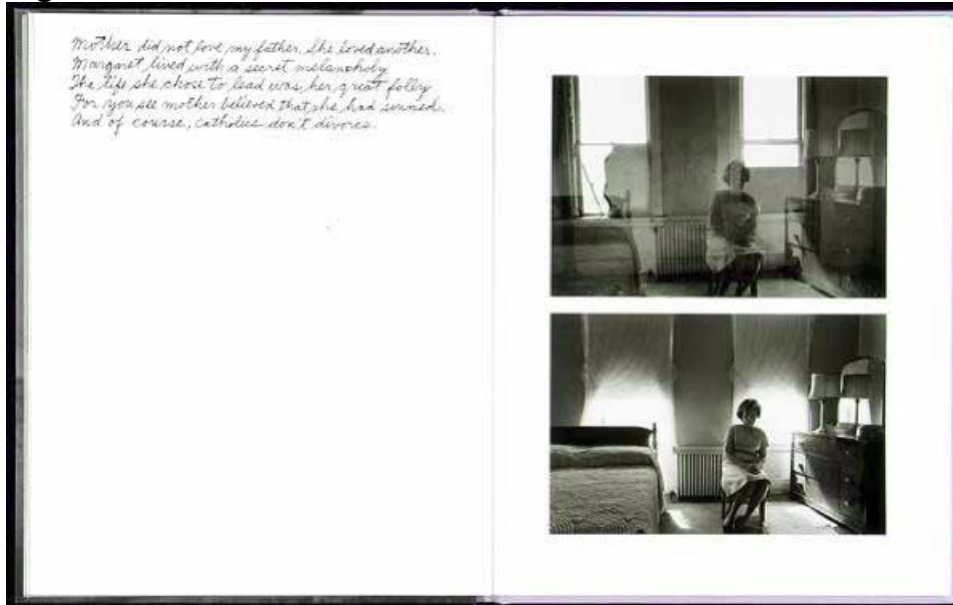 Mother did not love my father. She loved another.
Margaret lived with a secret melancholy
The life she chose to lead was her great folley
For you see mother believed that she had sinned.
And of course, catholics don't divorce.